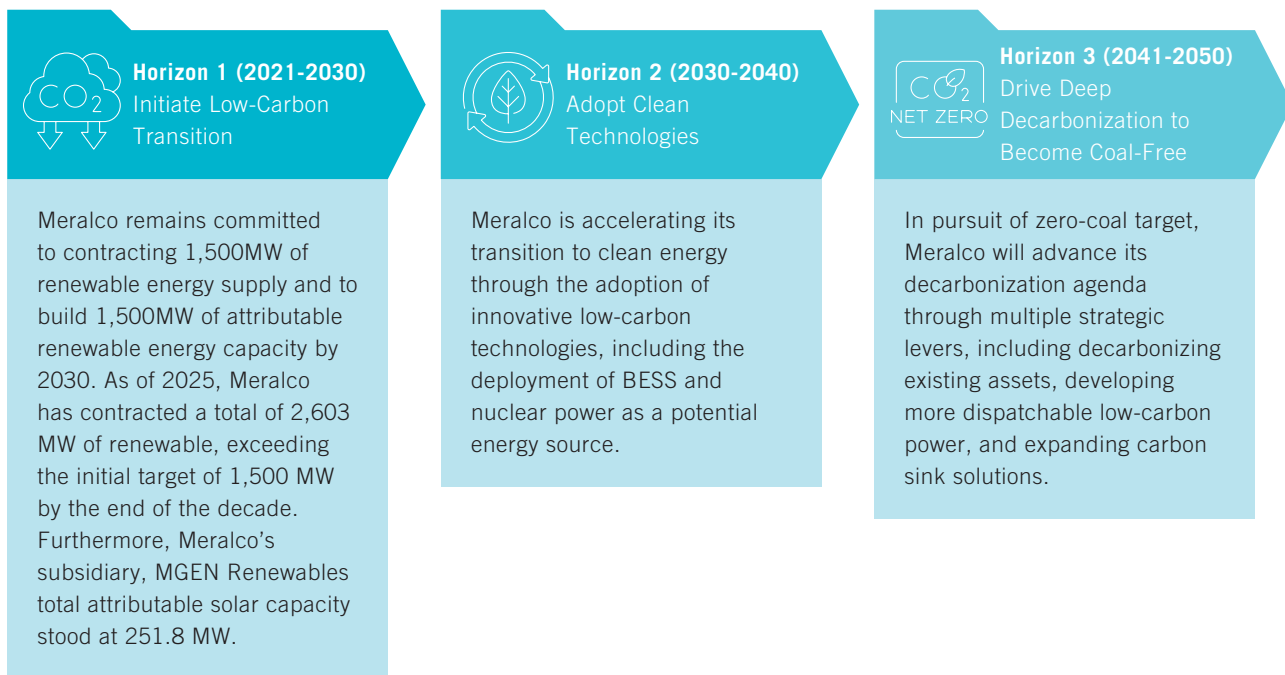 CO2
Horizon 1 (2021-2030)
Initiate Low-Carbon
Transition
Meralco remains committed
to contracting 1,500MW of
renewable energy supply and to
build 1,500MW of attributable
renewable energy capacity by
2030. As of 2025, Meralco
has contracted a total of 2,603
MW of renewable, exceeding
the initial target of 1,500 MW
by the end of the decade.
Furthermore, Meralco's
subsidiary, MGEN Renewables
total attributable solar capacity
stood at 251.8 MW.
Horizon 2 (2030-2040)
Adopt Clean
Technologies
Meralco is accelerating its
transition to clean energy
through the adoption of
innovative low-carbon
technologies, including the
deployment of BESS and
nuclear power as a potential
energy source.
CO2
NET ZERO
Horizon 3 (2041-2050)
Drive Deep
Decarbonization to
Become Coal-Free
In pursuit of zero-coal target,
Meralco will advance its
decarbonization agenda
through multiple strategic
levers, including decarbonizing
existing assets, developing
more dispatchable low-carbon
power, and expanding carbon
sink solutions.